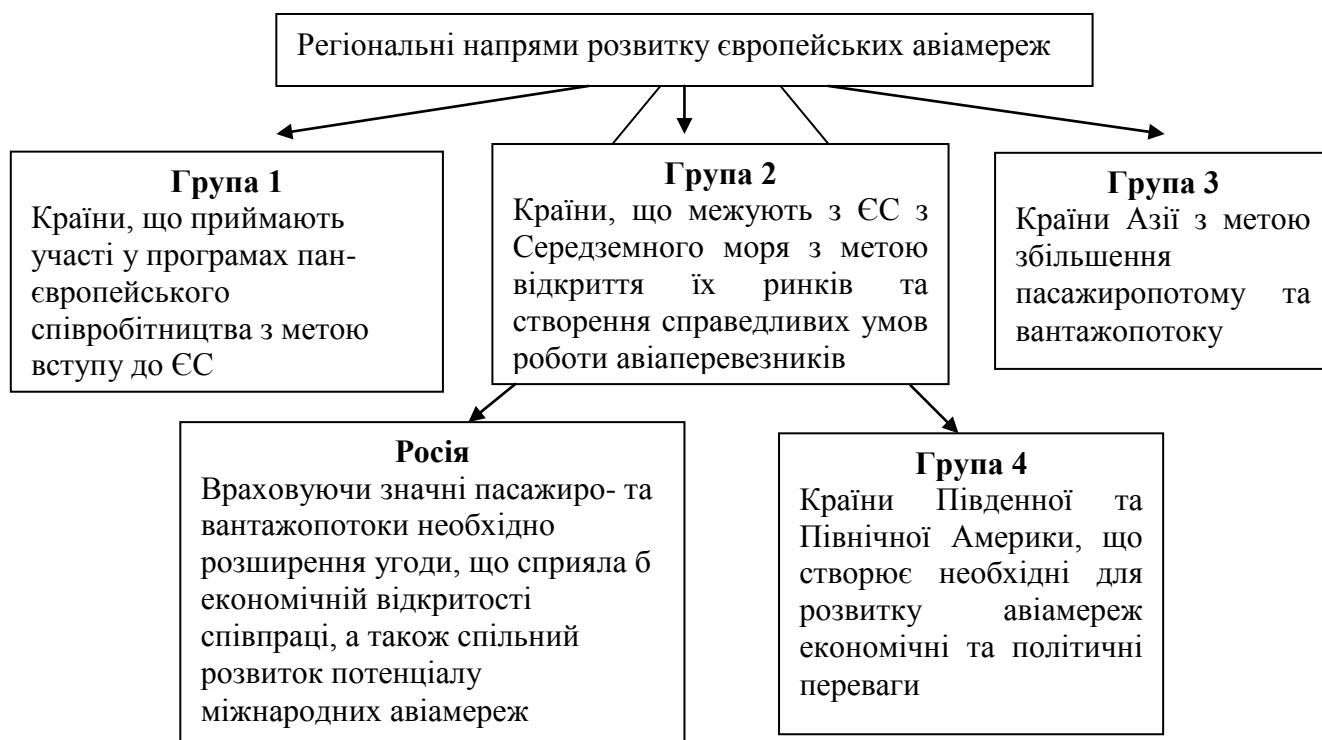 Регіональні напрями розвитку європейських авіамереж
Група 1
Країни, що приймають
участі у програмах пан-
європейського
співробітництва з метою
вступу до ЄС
Група 2
Країни, що межують з ЄС з
Середземного моря з метою
відкриття їх ринків та
створення справедливих умов
роботи авіаперевезників
Група 3
Країни Азії з метою
збільшення
пасажиропотому та
вантажопотоку
Росія
Враховуючи значні пасажиро- та
вантажопотоки необхідно
розширення угоди, що сприяла б
економічній відкритості
співпраці, а також спільний
розвиток потенціалу
міжнародних авіамереж
Група 4
Країни Південної та
Північної Америки, що
створює необхідні для
розвитку авіамереж
економічні та політичні
переваги